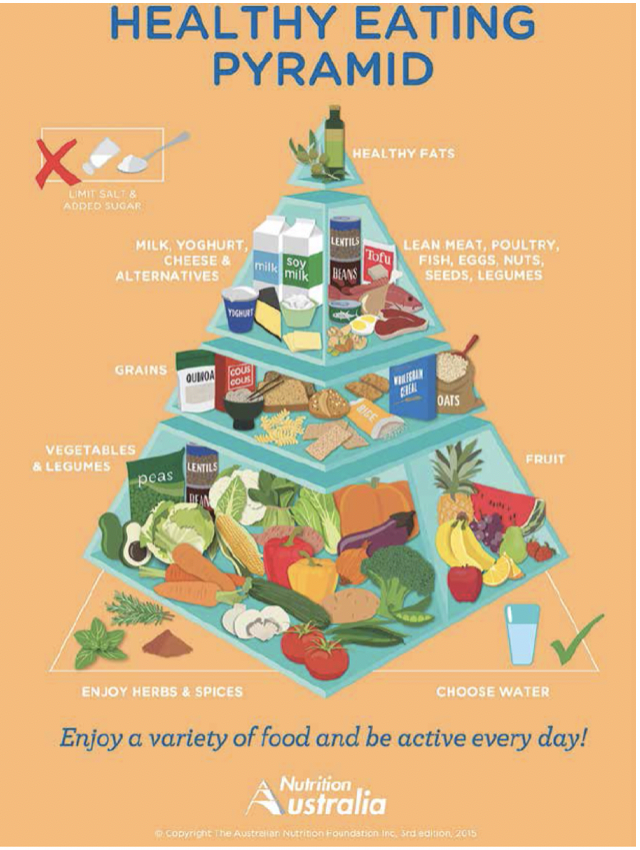 HEALTHY EATING
PYRAMID
HEALTHY FATS
LIMIT SALT &
ADDED SUGAR
MILK, YOGHURT,
CHEESE &
ALTERNATIVES
milk
soy
milk
YOGHURT
LENTILS
BEANS
Tofu
LEAN MEAT, POULTRY,
FISH, EGGS, NUTS,
SEEDS, LEGUMES
GRAINS
QUINOA
COUS
COUS
RICE
WHOLEGRAIN
CEREAL
OATS
VEGETABLES
& LEGUMES
peas
LENTILS
BEANS
FRUIT
ENJOY HERBS & SPICES
CHOOSE WATER
Enjoy a variety of food and be active every day!
Nutrition
Australia
© Copyright The Australian Nutrition Foundation Inc, 3rd edition, 2015